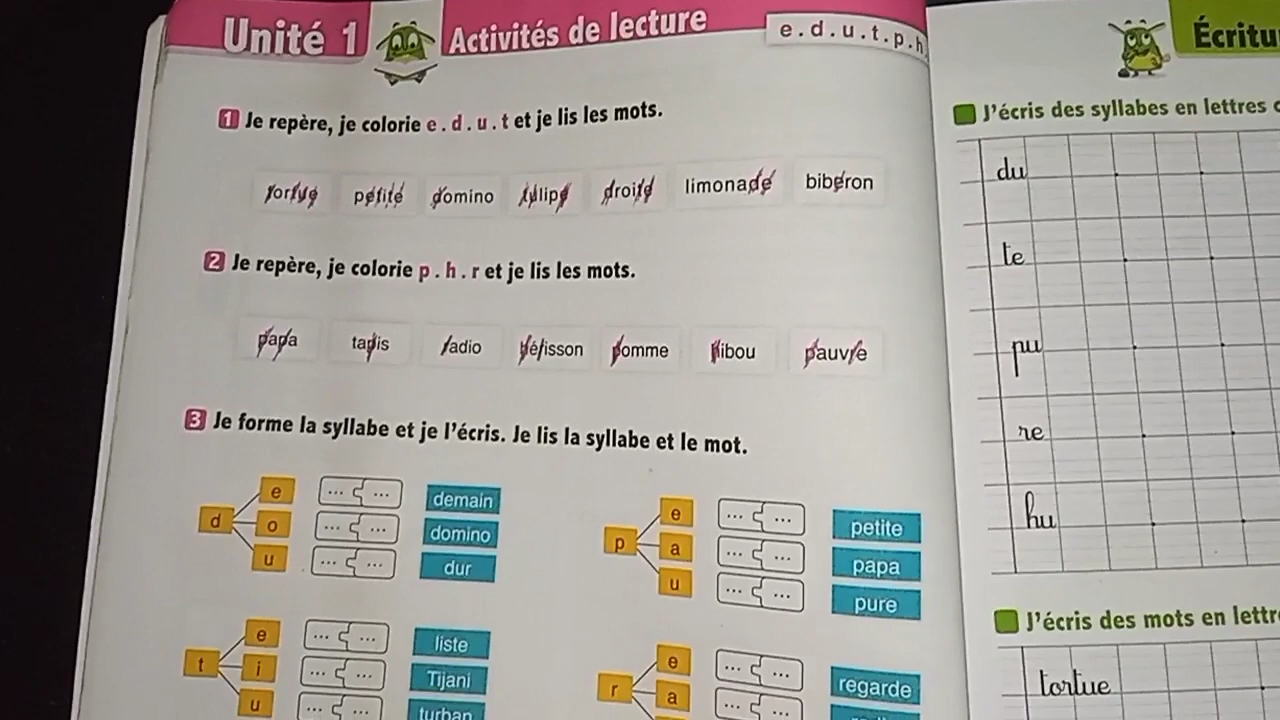 Unité 1 Activités de lecture e.d.u.t.p.h
1 Je repère, je colorie e.d.u.t et je lis les mots.
tortue petite domino tulipe droite limonade biberon
2 Je repère, je colorie p.h.r et je lis les mots.
papa tapis radio hérisson pomme hibou pauvre
3 Je forme la syllabe et je l'écris. Je lis la syllabe et le mot.
d
e ... ... demain
o ... ... domino
u ... ... dur
p
e ... ... petite
a ... ... papa
u ... ... pure
t
e ... ... liste
i ... ... Tijani
u ... ... turban
r
e ... ... regarde
a ... ...
Écritu
J'écris des syllabes en lettres
du
te
pu
re
hu
J'écris des mots en lettr
tortue